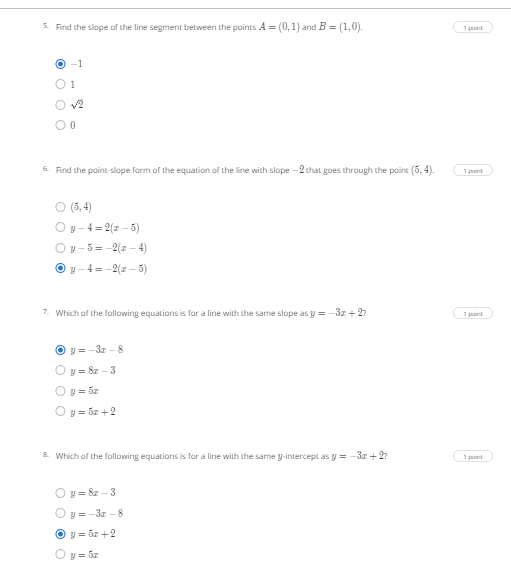 5. Find the slope of the line segment between the points A = (0, 1) and B = (1, 0). 1 point
−1
1
√2
0
6. Find the point-slope form of the equation of the line with slope −2 that goes through the point (5, 4). 1 point
(5, 4)
y − 4 = 2(x − 5)
y − 5 = −2(x − 4)
y − 4 = −2(x − 5)
7. Which of the following equations is for a line with the same slope as y = −3x + 2? 1 point
y = −3x − 8
y = 8x − 3
y = 5x
y = 5x + 2
8. Which of the following equations is for a line with the same y-intercept as y = −3x + 2? 1 point
y = 8x − 3
y = −3x − 8
y = 5x + 2
y = 5x